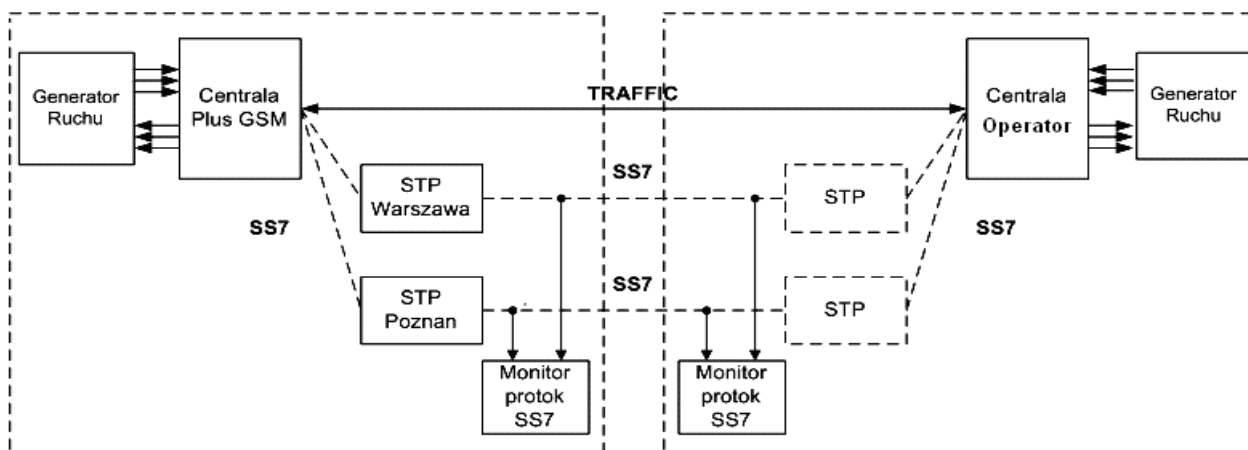 Generator
Ruchu
Centrala
Plus GSM
TRAFFIC
Centrala
Operator
Generator
Ruchu
STP
Warszawa
SS7
STP
SS7
SS7
STP
Poznan
SS7
STP
Monitor
protok
SS7
Monitor
protok
SS7